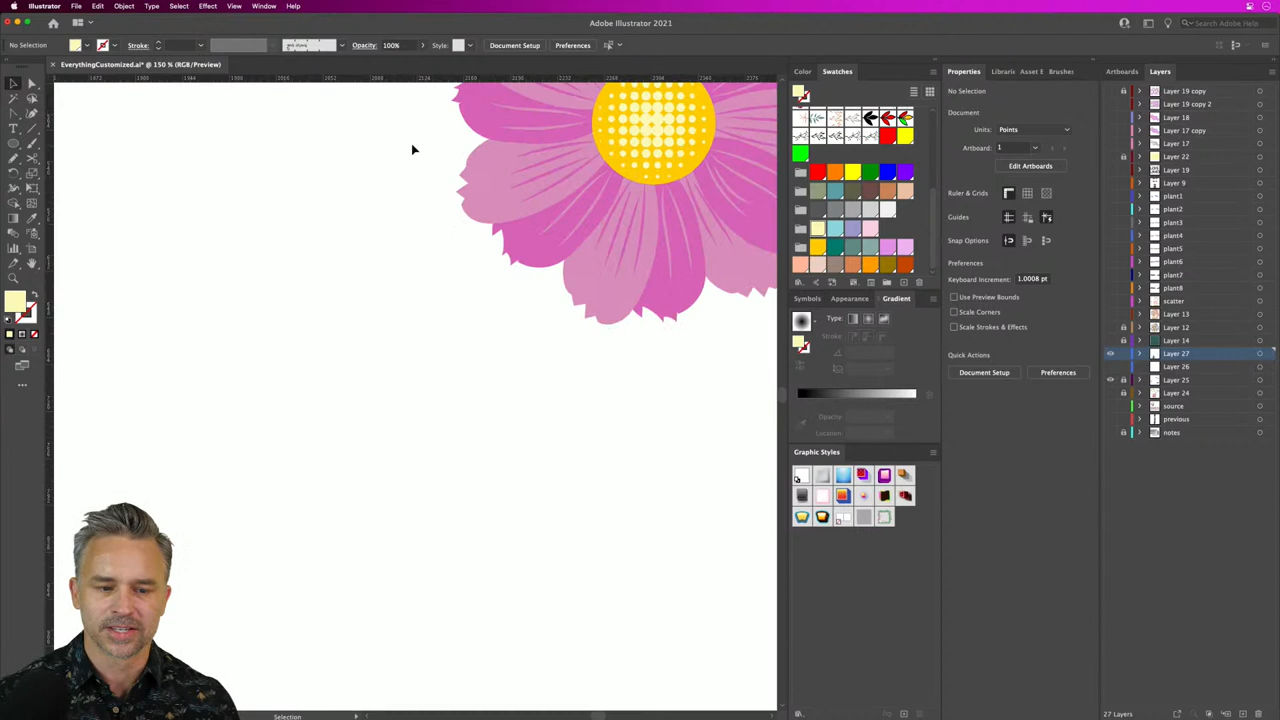 Illustrator File Edit Object Type Select Effect View Window Help
Adobe Illustrator 2021
Search Adobe Help
No Selection Stroke: Opacity: 100% Style: Document Setup Preferences
× EverythingCustomized.ai* @ 150 % (RGB/Preview)
Color Swatches
Properties Librarie Asset E Brushes
Artboards Layers
No Selection
Document
Units: Points
Artboard: 1
Edit Artboards
Ruler & Grids
Guides
Snap Options
Preferences
Keyboard Increment: 1.0008 pt
Use Preview Bounds
Scale Corners
Scale Strokes & Effects
Quick Actions
Document Setup Preferences
Symbols Appearance Gradient
Type:
Stroke:
Opacity:
Location:
Graphic Styles
Layer 19 copy
Layer 19 copy 2
Layer 18
Layer 17 copy
Layer 17
Layer 22
Layer 19
Layer 9
plant1
plant2
plant3
plant4
plant5
plant6
plant7
plant8
scatter
Layer 13
Layer 12
Layer 14
Layer 27
Layer 26
Layer 25
Layer 24
source
previous
notes
27 Layers
Selection